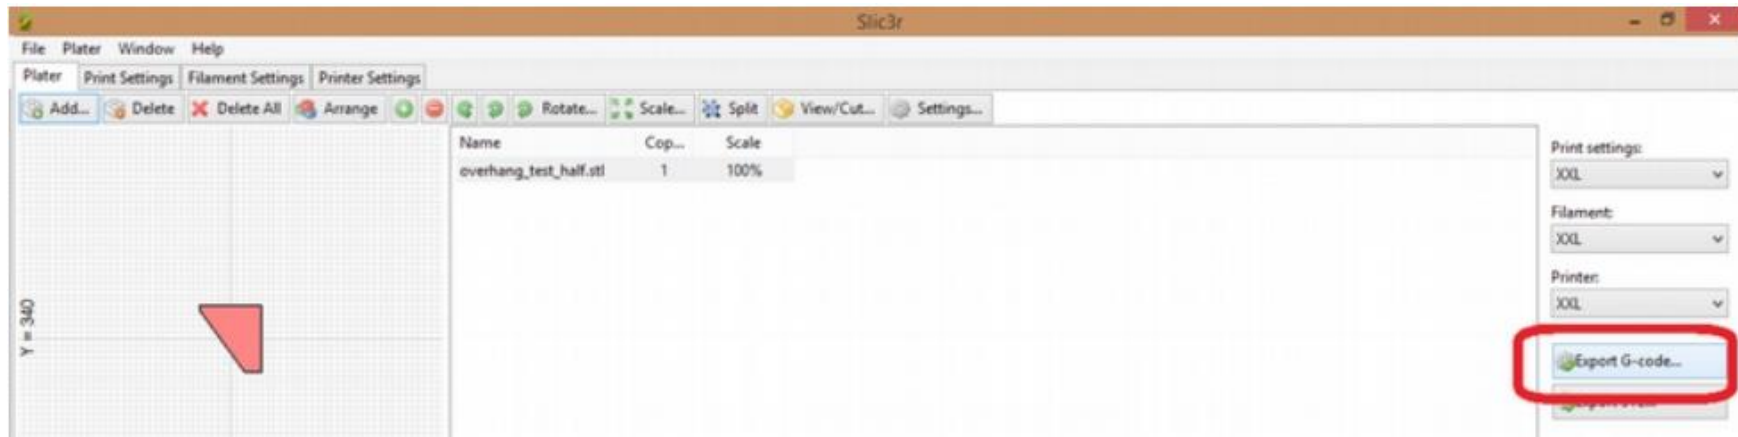 Slic3r
File Plater Window Help
Plater Print Settings Filament Settings Printer Settings
Add... Delete Delete All Arrange Rotate... Scale... Split View/Cut... Settings...
Name Cop... Scale
overhang_test_half.stl 1 100%
Y = 340
Print settings:
XXL
Filament:
XXL
Printer:
XXL
Export G-code...